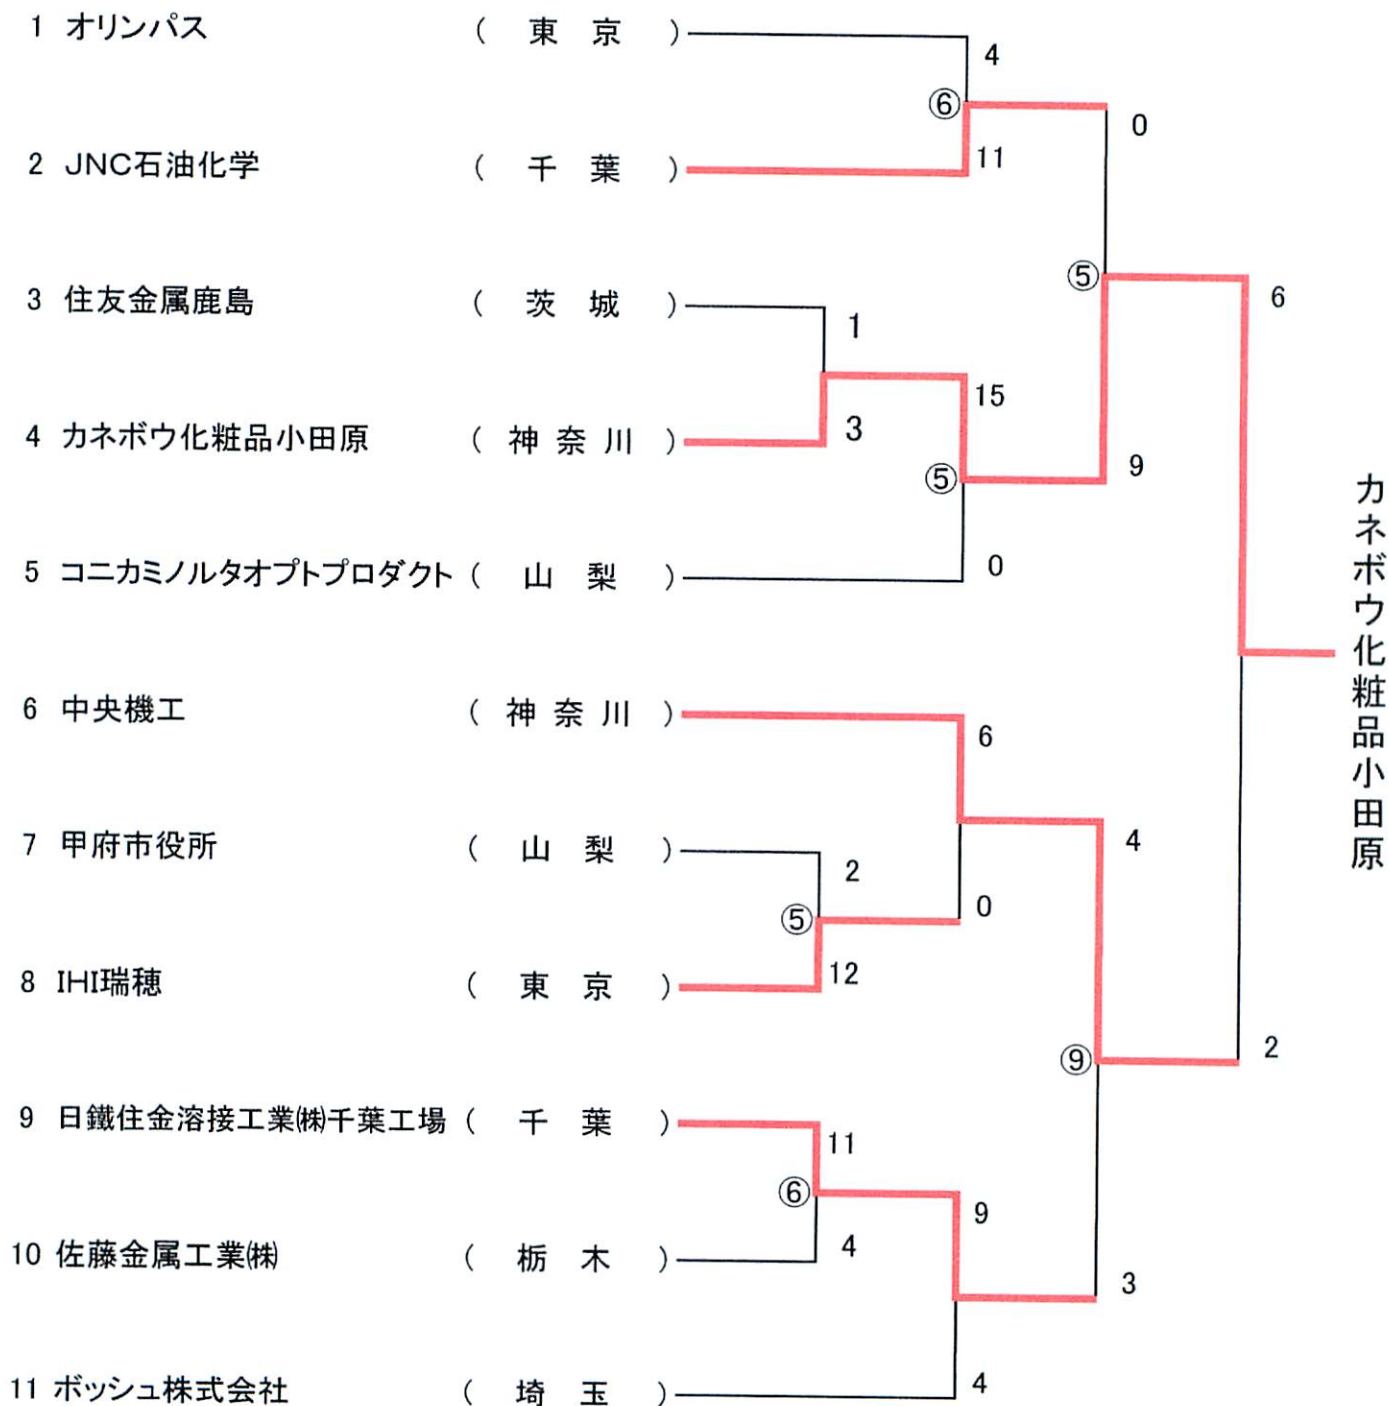 1 オリンパス ( 東 京 )
4
⑥
0
2 JNC石油化学 ( 千 葉 )
11
⑤
6
3 住友金属鹿島 ( 茨 城 )
1
15
4 カネボウ化粧品小田原 ( 神 奈 川 )
3
9
⑤
5 コニカミノルタオプトプロダクト ( 山 梨 )
0
カネボウ化粧品小田原
6 中央機工 ( 神 奈 川 )
6
4
7 甲府市役所 ( 山 梨 )
2
0
⑤
8 IHI瑞穂 ( 東 京 )
12
⑨
2
9 日鐵住金溶接工業㈱千葉工場 ( 千 葉 )
11
⑥
9
10 佐藤金属工業㈱ ( 栃 木 )
4
3
11 ボッシュ株式会社 ( 埼 玉 )
4